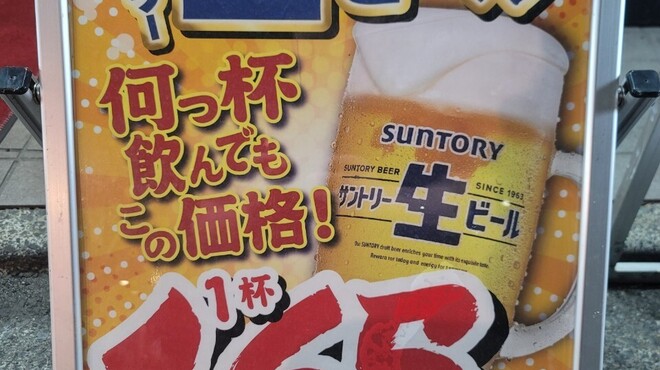 何っ杯
飲んでも
この価格!
SUNTORY
SUNTORY BEER
SINCE 1963
サントリー生ビール
1杯
165